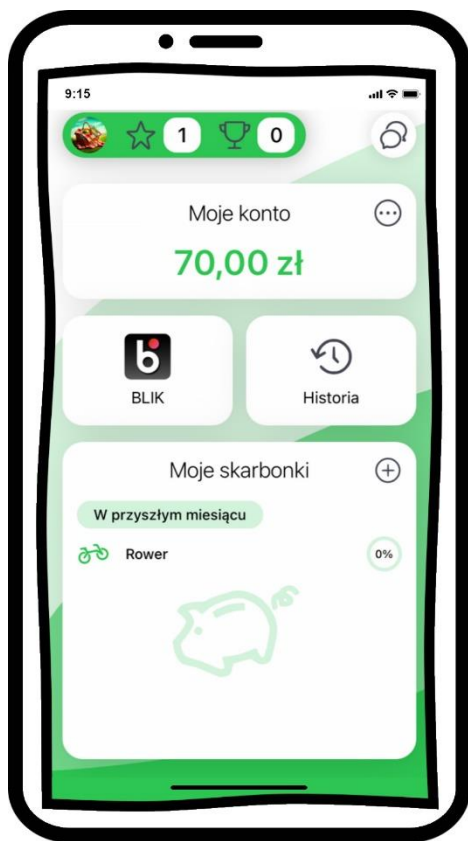 9:15
1 0
Moje konto
70,00 zł
BLIK Historia
Moje skarbonki
W przyszłym miesiącu
Rower 0%